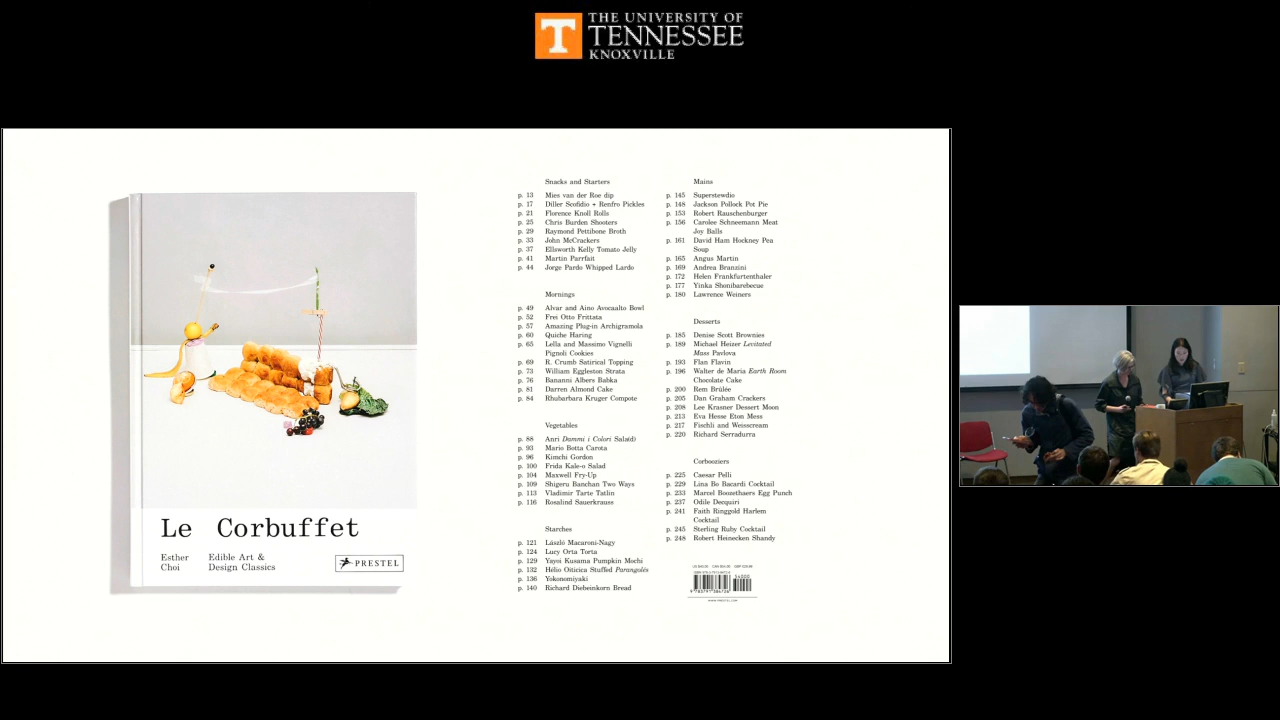 THE UNIVERSITY OF
TENNESSEE
KNOXVILLE
Le Corbuffet
Esther
Choi
Edible Art &
Design Classics
PRESTEL
Snacks and Starters
p. 13 Mies van der Roe dip
p. 17 Diller Scofidio + Renfro Pickles
p. 21 Florence Knoll Rolls
p. 25 Chris Burden Shooters
p. 29 Raymond Pettibone Broth
p. 33 John McCrackers
p. 37 Ellsworth Kelly Tomato Jelly
p. 41 Martin Parrfait
p. 44 Jorge Pardo Whipped Lardo
Mornings
p. 49 Alvar and Aino Avocaalto Bowl
p. 52 Frei Otto Frittata
p. 57 Amazing Plug-in Archigramola
p. 60 Quiche Haring
p. 65 Lella and Massimo Vignelli
Pignoli Cookies
p. 69 R. Crumb Satirical Topping
p. 73 William Eggleston Strata
p. 76 Bananni Albers Babka
p. 81 Darren Almond Cake
p. 84 Rhubarbara Kruger Compote
Vegetables
p. 88 Anri Dammi i Colori Sala(d)
p. 93 Mario Botta Carota
p. 96 Kimchi Gordon
p. 100 Frida Kale-o Salad
p. 104 Maxwell Fry-Up
p. 109 Shigeru Banchan Two Ways
p. 113 Vladimir Tarte Tatlin
p. 116 Rosalind Sauerkrauss
Starches
p. 121 László Macaroni-Nagy
p. 124 Lucy Orta Torta
p. 129 Yayoi Kusama Pumpkin Mochi
p. 132 Hélio Oiticica Stuffed Parangolés
p. 136 Yokonomiyaki
p. 140 Richard Diebeinkorn Bread
Mains
p. 145 Superstewdio
p. 148 Jackson Pollock Pot Pie
p. 153 Robert Rauschenburger
p. 156 Carolee Schneemann Meat
Joy Balls
p. 161 David Ham Hockney Pea
Soup
p. 165 Angus Martin
p. 169 Andrea Branzini
p. 172 Helen Frankfurtenthaler
p. 177 Yinka Shonibarebecue
p. 180 Lawrence Weiners
Desserts
p. 185 Denise Scott Brownies
p. 189 Michael Heizer Levitated
Mass Pavlova
p. 193 Flan Flavin
p. 196 Walter de Maria Earth Room
Chocolate Cake
p. 200 Rem Brûlée
p. 205 Dan Graham Crackers
p. 208 Lee Krasner Dessert Moon
p. 213 Eva Hesse Eton Mess
p. 217 Fischli and Weisscream
p. 220 Richard Serradurra
Corbooziers
p. 225 Caesar Pelli
p. 229 Lina Bo Bacardi Cocktail
p. 233 Marcel Boozethaers Egg Punch
p. 237 Odile Decquiri
p. 241 Faith Ringgold Harlem
Cocktail
p. 245 Sterling Ruby Cocktail
p. 248 Robert Heinecken Shandy